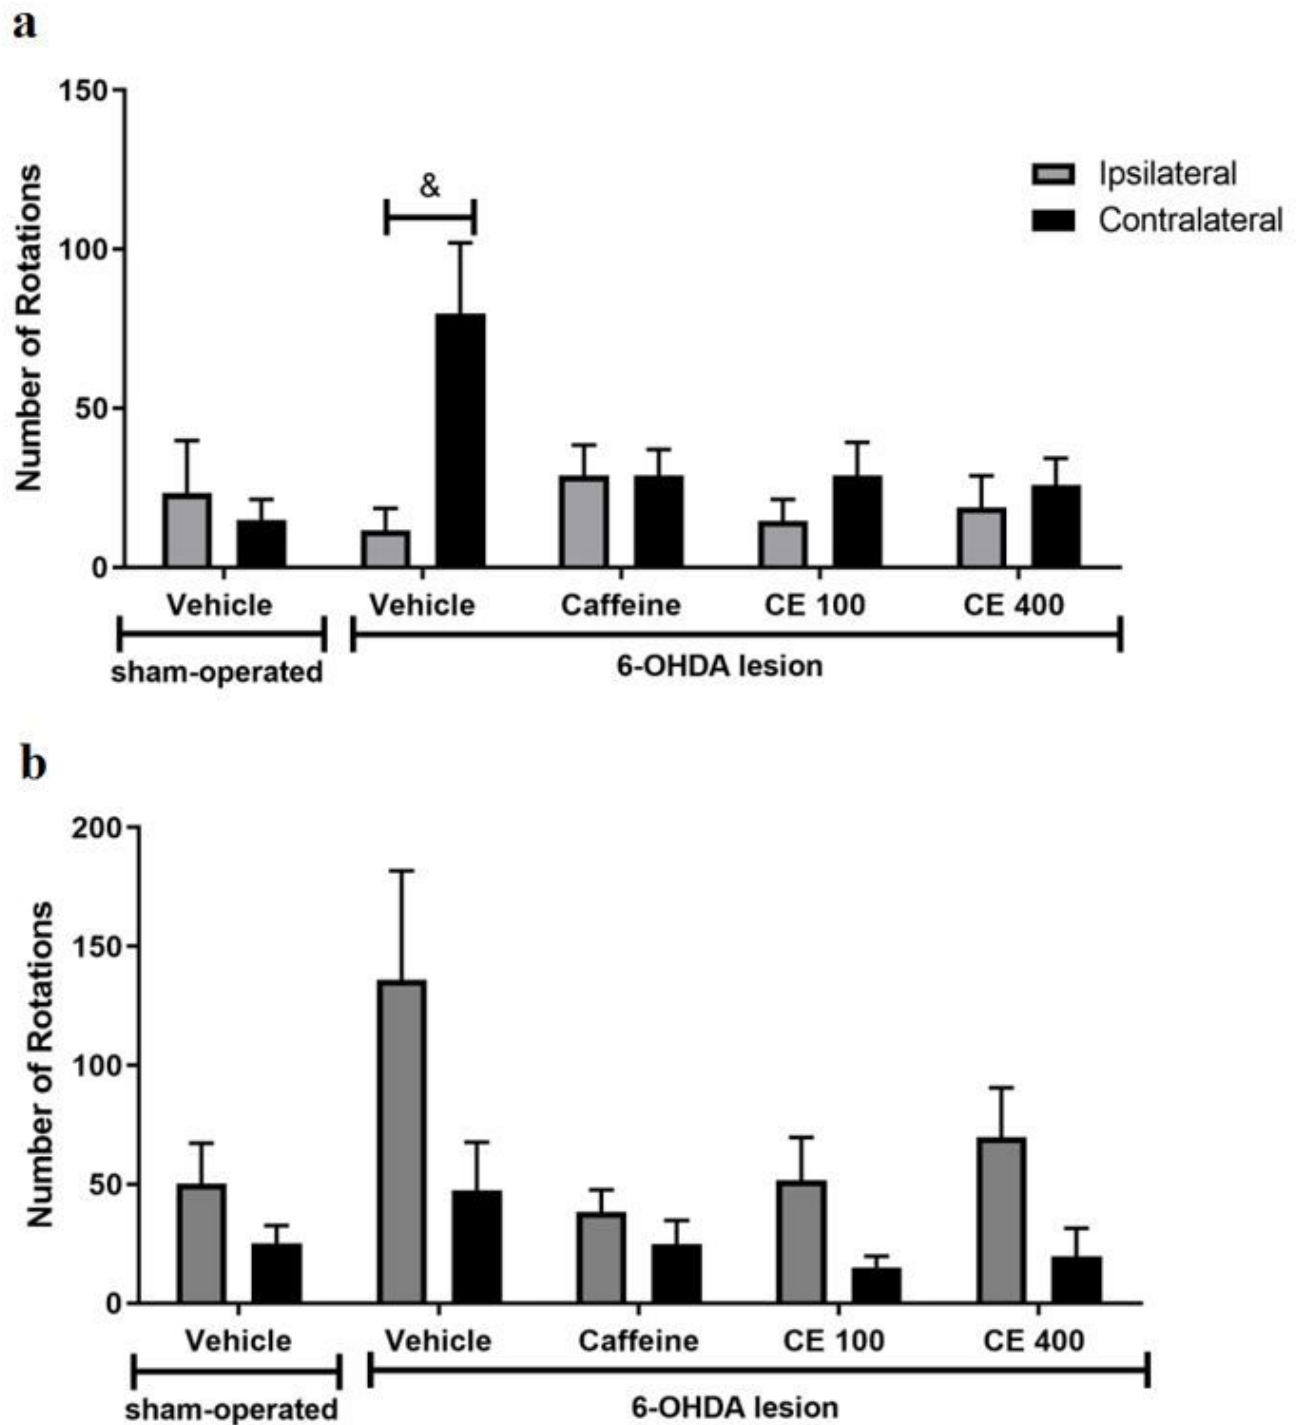 a
150
100
50
0
Number of Rotations
&
Ipsilateral
Contralateral
Vehicle Vehicle Caffeine CE 100 CE 400
sham-operated 6-OHDA lesion
b
200
150
100
50
0
Number of Rotations
Vehicle Vehicle Caffeine CE 100 CE 400
sham-operated 6-OHDA lesion